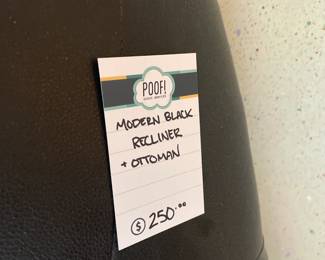 POOF!
MODERN BLACK
RECLINER
+ OTTOMAN
$ 250.00